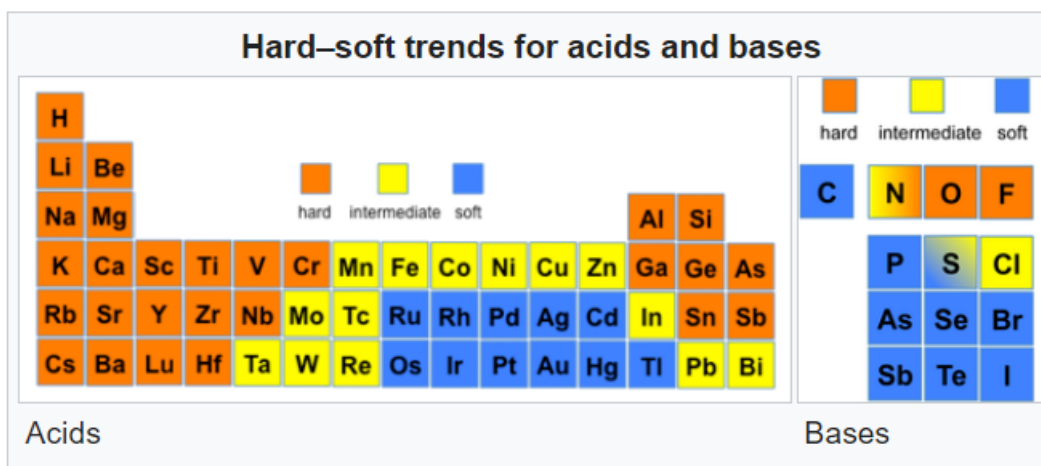 Hard–soft trends for acids and bases
H
Li Be
hard intermediate soft
Na Mg Al Si
K Ca Sc Ti V Cr Mn Fe Co Ni Cu Zn Ga Ge As
Rb Sr Y Zr Nb Mo Tc Ru Rh Pd Ag Cd In Sn Sb
Cs Ba Lu Hf Ta W Re Os Ir Pt Au Hg Tl Pb Bi
Acids
hard intermediate soft
C N O F
P S Cl
As Se Br
Sb Te I
Bases